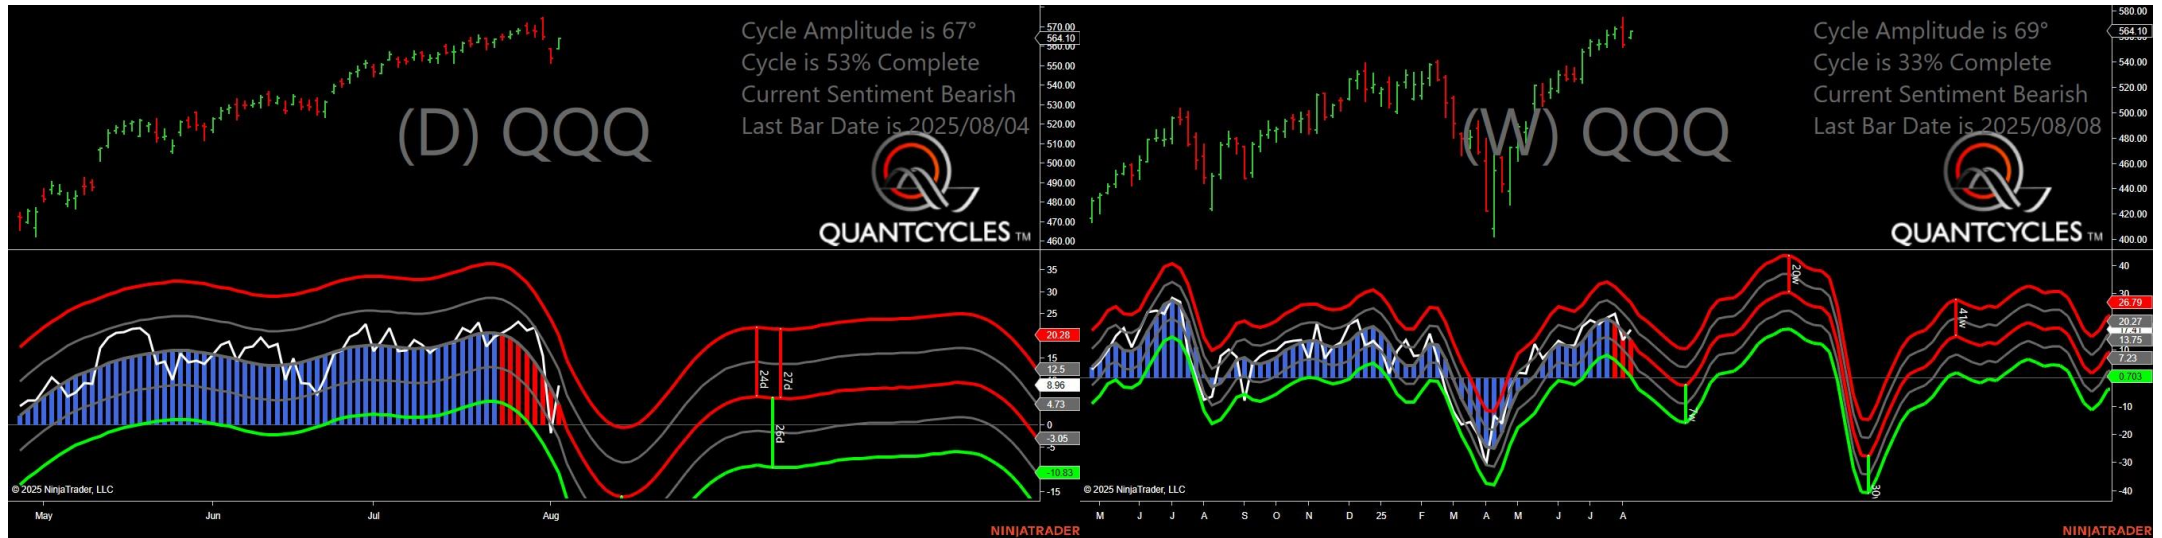 Cycle Amplitude is 67°
Cycle is 53% Complete
Current Sentiment Bearish
Last Bar Date is 2025/08/04
(D) QQQ
QUANTCYCLES TM
570.00
564.10
560.00
550.00
540.00
530.00
520.00
510.00
500.00
490.00
480.00
470.00
460.00
35
30
25
20.28
15
12.5
8.96
4.73
0
-3.05
-5
-10.83
-15
24d
27d
26d
© 2025 NinjaTrader, LLC
May Jun Jul Aug
NINJATRADER
Cycle Amplitude is 69°
Cycle is 33% Complete
Current Sentiment Bearish
Last Bar Date is 2025/08/08
(W) QQQ
QUANTCYCLES TM
580.00
564.10
540.00
520.00
500.00
480.00
460.00
440.00
420.00
400.00
40
30
26.79
20.27
13.75
10
7.23
0.703
-10
-20
-30
-40
20w
41w
7w
30w
© 2025 NinjaTrader, LLC
M J J A S O N D 25 F M A M J J A
NINJATRADER